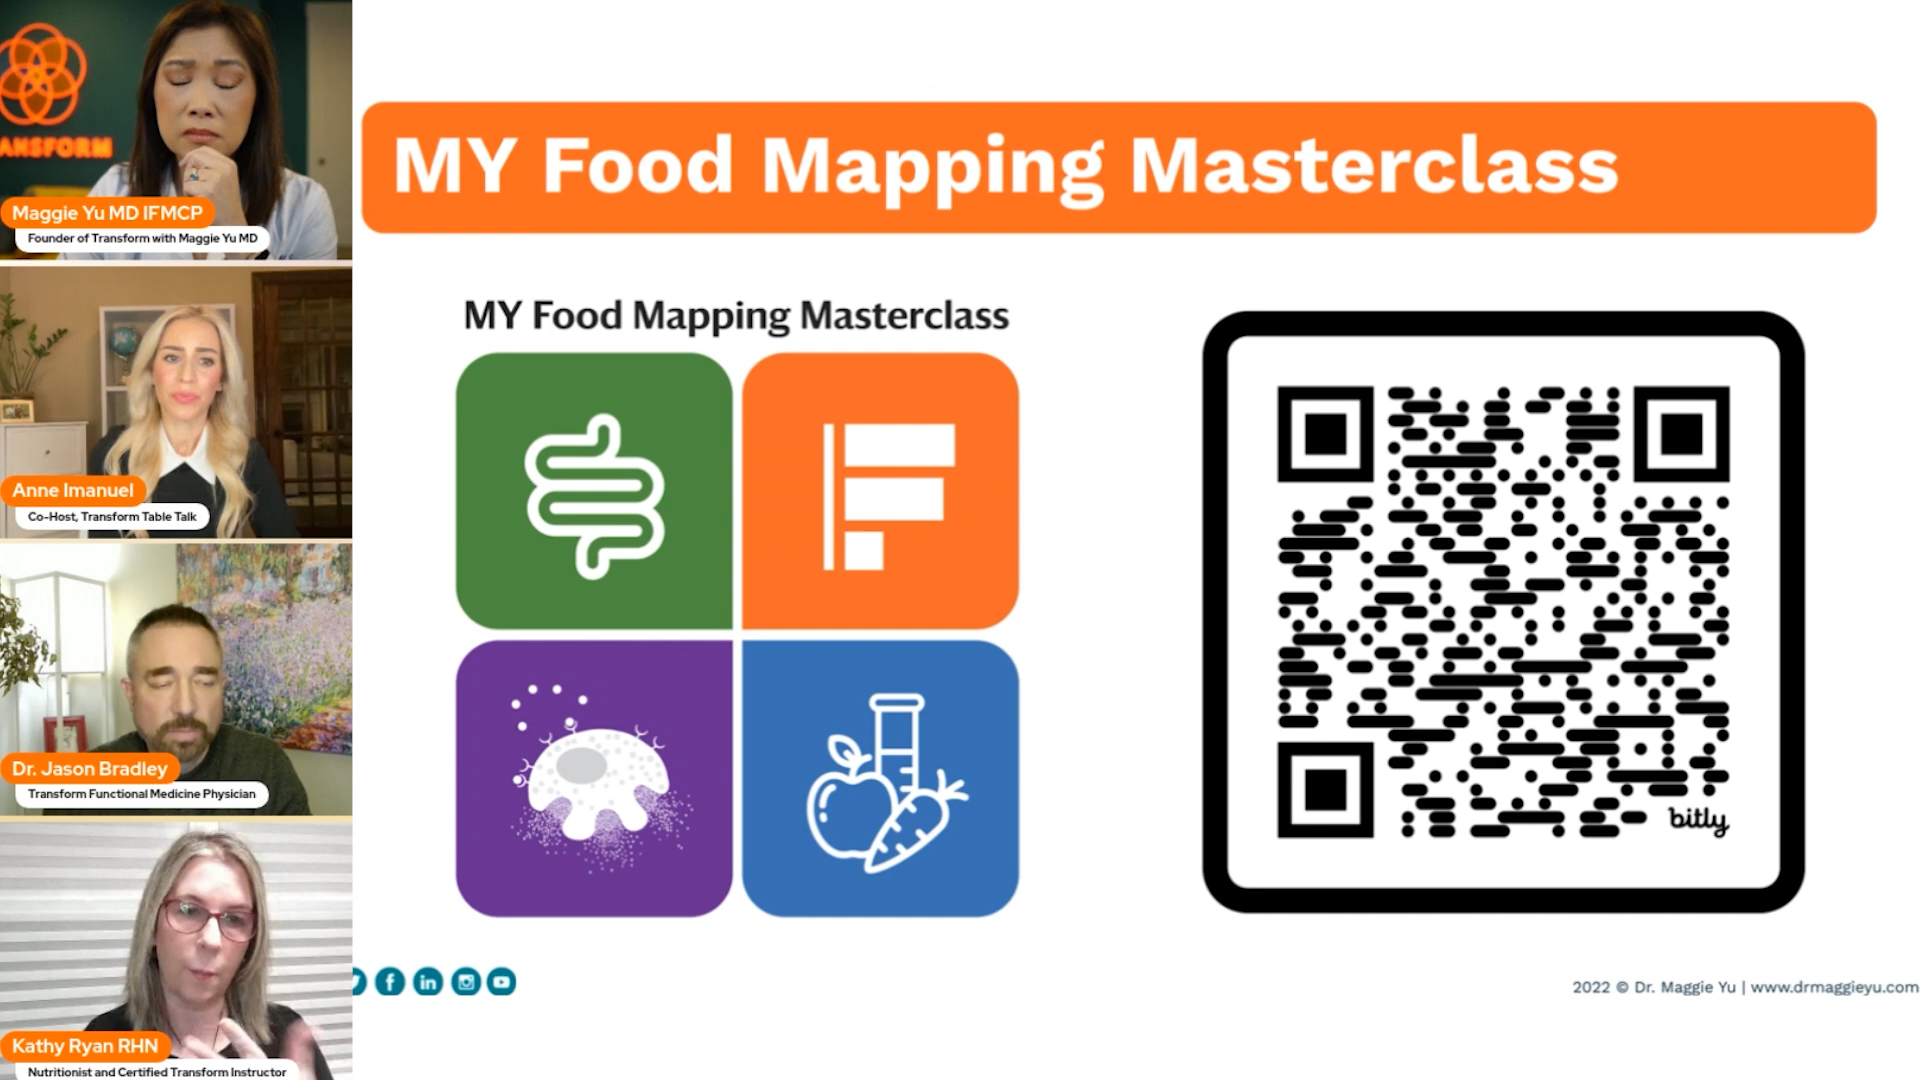 ANSFORM
Maggie Yu MD IFMCP
Founder of Transform with Maggie Yu MD
Anne Imanuel
Co-Host, Transform Table Talk
Dr. Jason Bradley
Transform Functional Medicine Physician
Kathy Ryan RHN
Nutritionist and Certified Transform Instructor
MY Food Mapping Masterclass
MY Food Mapping Masterclass
bitly
2022 © Dr. Maggie Yu | www.drmaggieyu.com